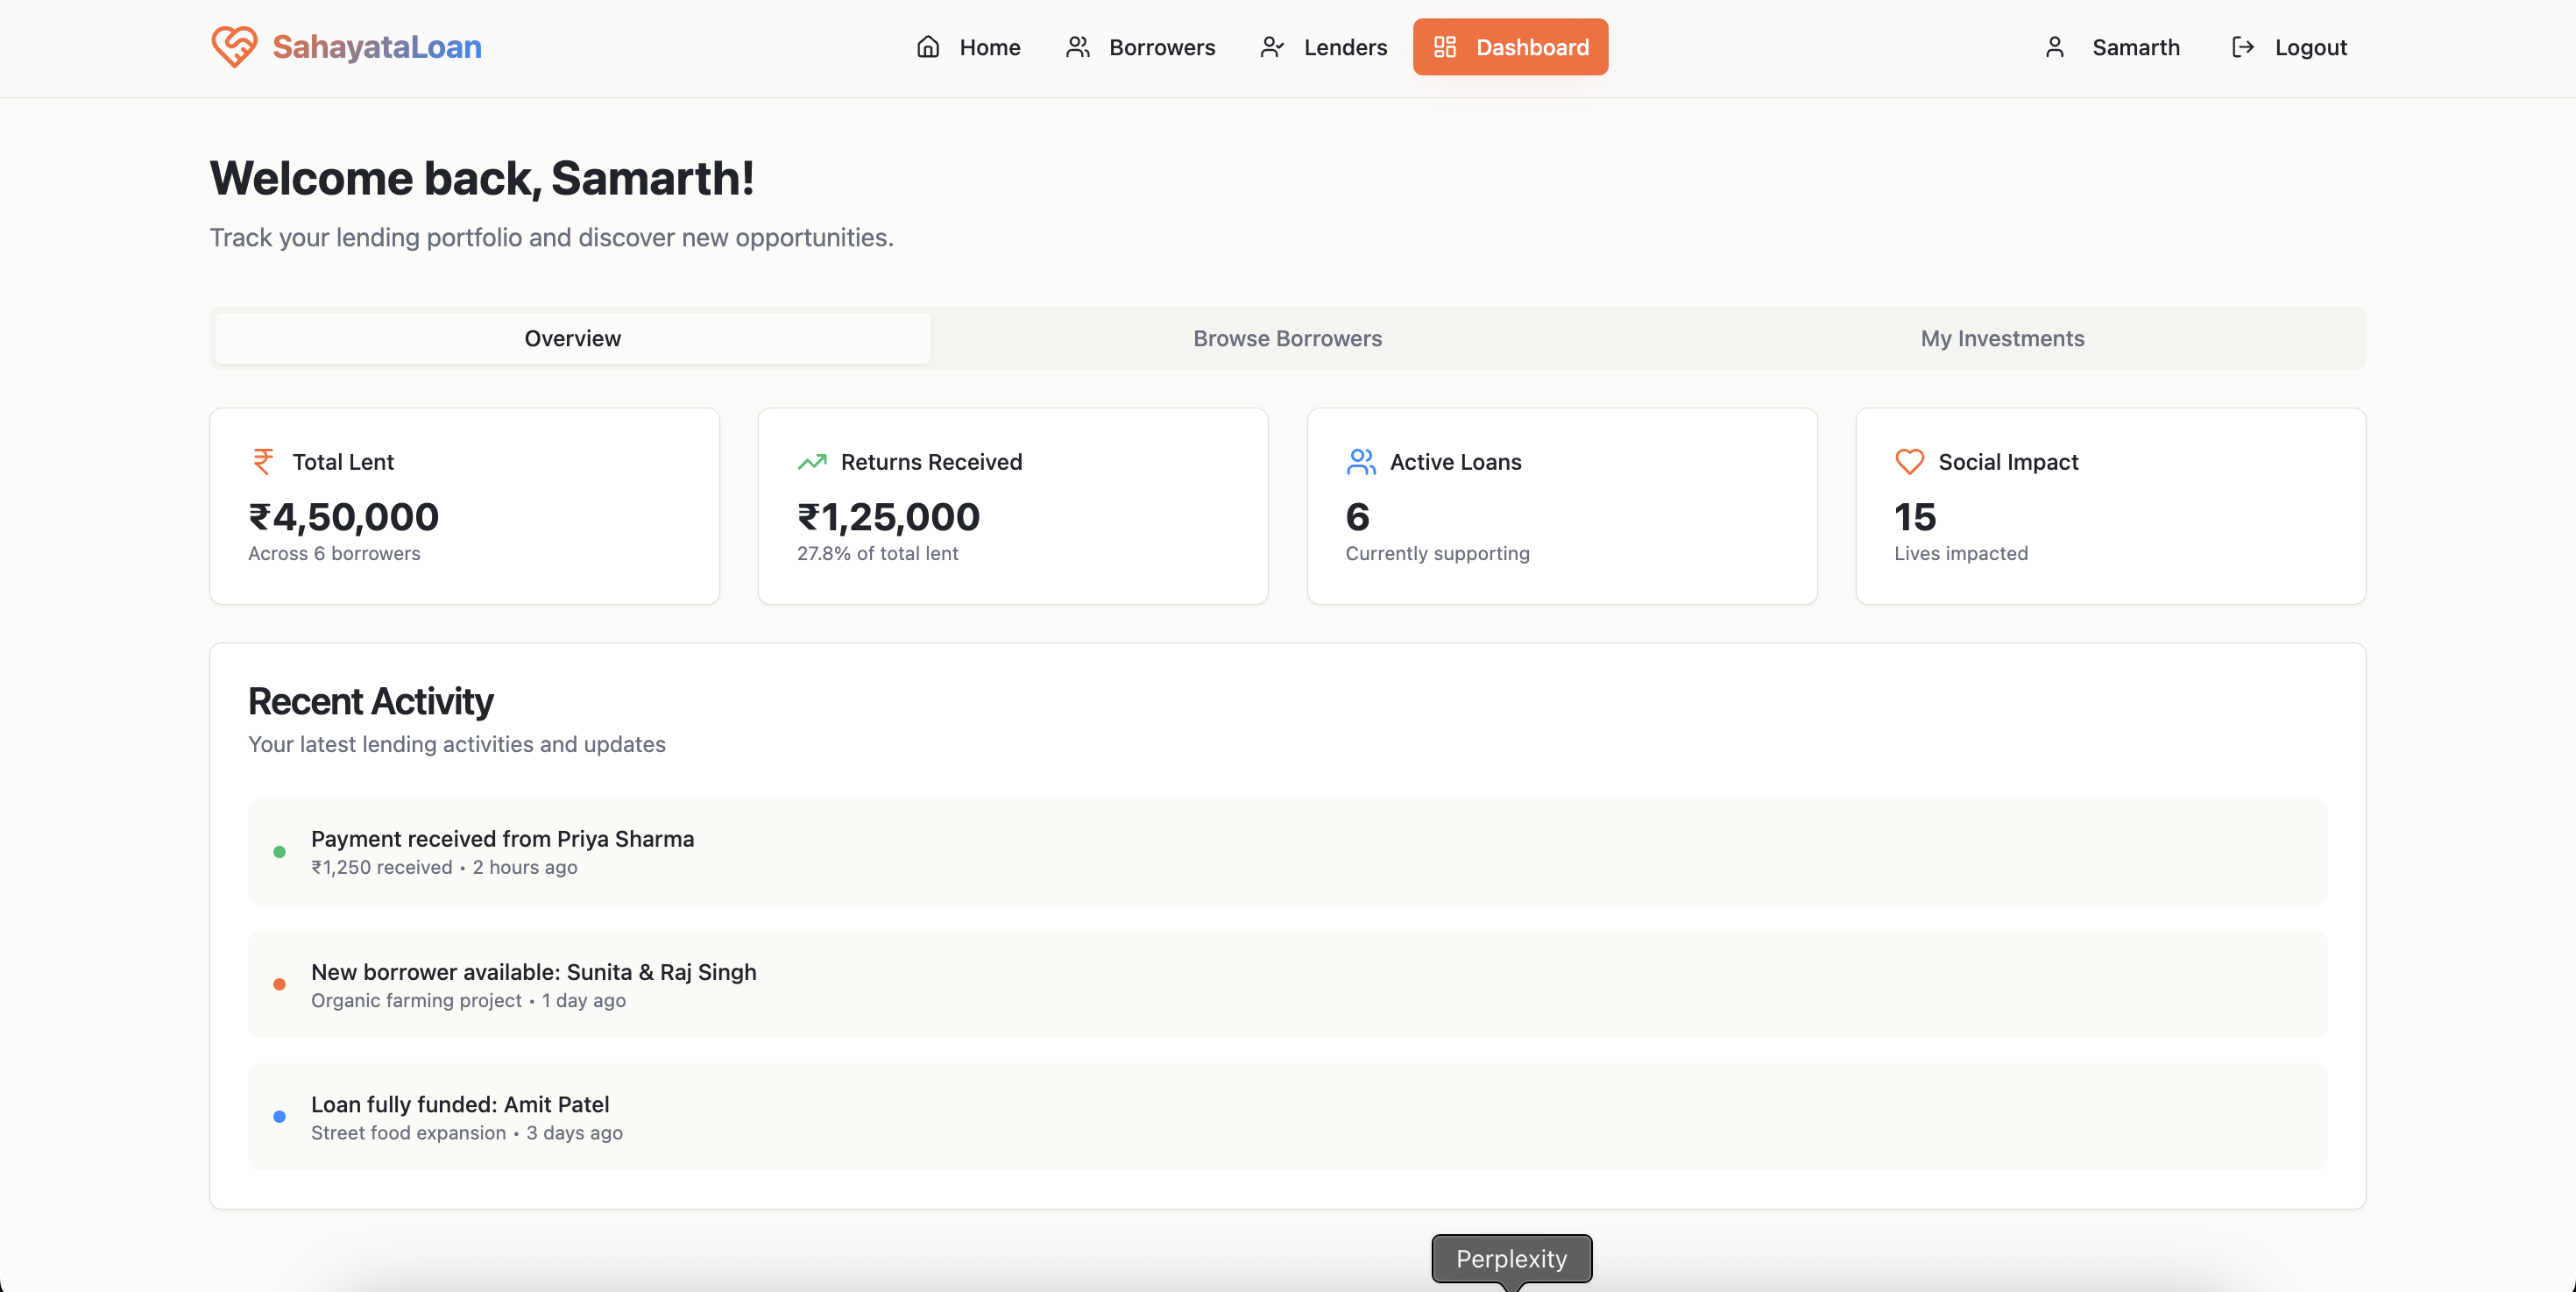 SahayataLoan
Home
Borrowers
Lenders
Dashboard
Samarth
Logout
Welcome back, Samarth!
Track your lending portfolio and discover new opportunities.
Overview
Browse Borrowers
My Investments
Total Lent
₹4,50,000
Across 6 borrowers
Returns Received
₹1,25,000
27.8% of total lent
Active Loans
6
Currently supporting
Social Impact
15
Lives impacted
Recent Activity
Your latest lending activities and updates
Payment received from Priya Sharma
₹1,250 received • 2 hours ago
New borrower available: Sunita & Raj Singh
Organic farming project • 1 day ago
Loan fully funded: Amit Patel
Street food expansion • 3 days ago
Perplexity